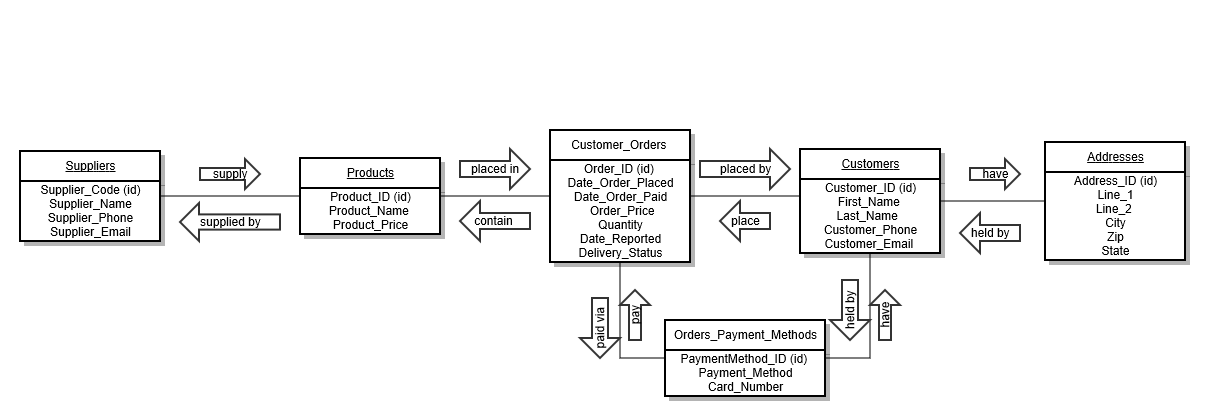 Suppliers
Supplier_Code (id)
Supplier_Name
Supplier_Phone
Supplier_Email
supply
supplied by
Products
Product_ID (id)
Product_Name
Product_Price
placed in
contain
Customer_Orders
Order_ID (id)
Date_Order_Placed
Date_Order_Paid
Order_Price
Quantity
Date_Reported
Delivery_Status
placed by
place
Customers
Customer_ID (id)
First_Name
Last_Name
Customer_Phone
Customer_Email
have
held by
Addresses
Address_ID (id)
Line_1
Line_2
City
Zip
State
paid via
pay
Orders_Payment_Methods
PaymentMethod_ID (id)
Payment_Method
Card_Number
held by
have